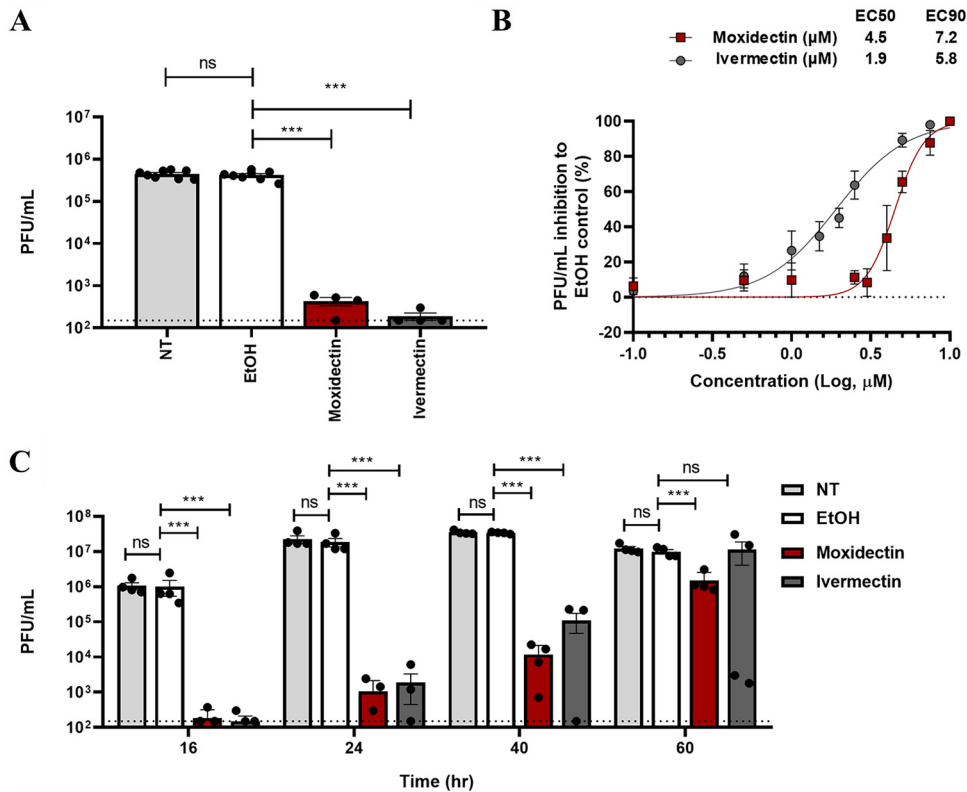 A
ns
***
***
10⁷
10⁶
10⁵
10⁴
10³
10²
PFU/mL
NT
EtOH
Moxidectin
Ivermectin
B
EC50 EC90
Moxidectin (μM) 4.5 7.2
Ivermectin (μM) 1.9 5.8
100
80
60
40
20
0
-20
PFU/mL inhibition to
EtOH control (%)
-1.0 -0.5 0.0 0.5 1.0
Concentration (Log, μM)
C
*** *** *** ns
*** *** *** ***
ns ns ns ns
10⁸
10⁷
10⁶
10⁵
10⁴
10³
10²
PFU/mL
16 24 40 60
Time (hr)
NT
EtOH
Moxidectin
Ivermectin